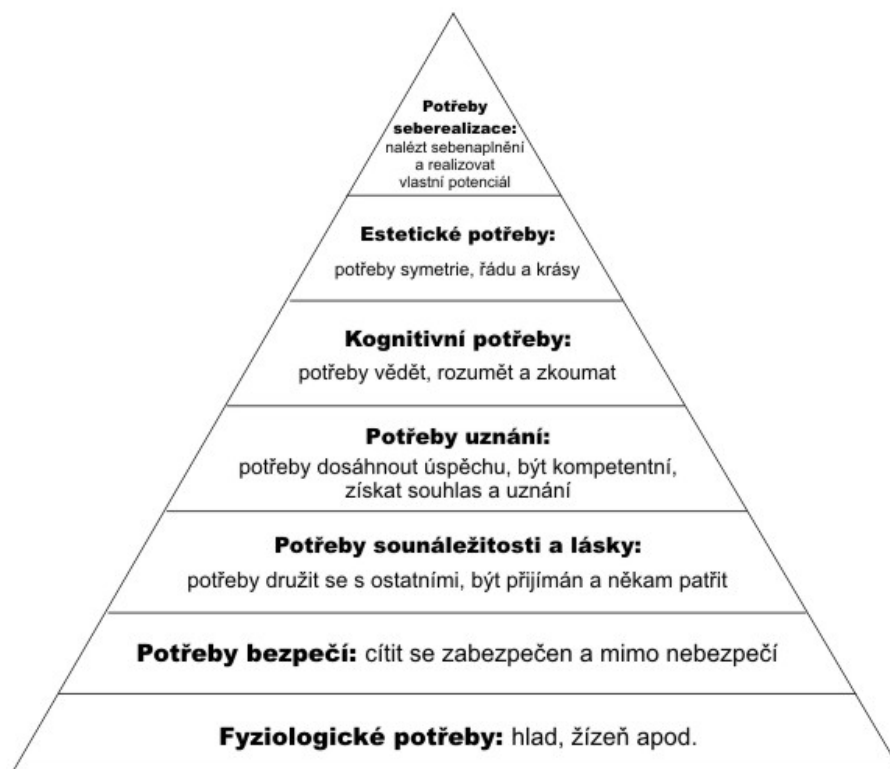 Potřeby
seberealizace:
nalézt sebenaplnění
a realizovat
vlastní potenciál
Estetické potřeby:
potřeby symetrie, řádu a krásy
Kognitivní potřeby:
potřeby vědět, rozumět a zkoumat
Potřeby uznání:
potřeby dosáhnout úspěchu, být kompetentní,
získat souhlas a uznání
Potřeby sounáležitosti a lásky:
potřeby družit se s ostatními, být přijímán a někam patřit
Potřeby bezpečí: cítit se zabezpečen a mimo nebezpečí
Fyziologické potřeby: hlad, žízeň apod.